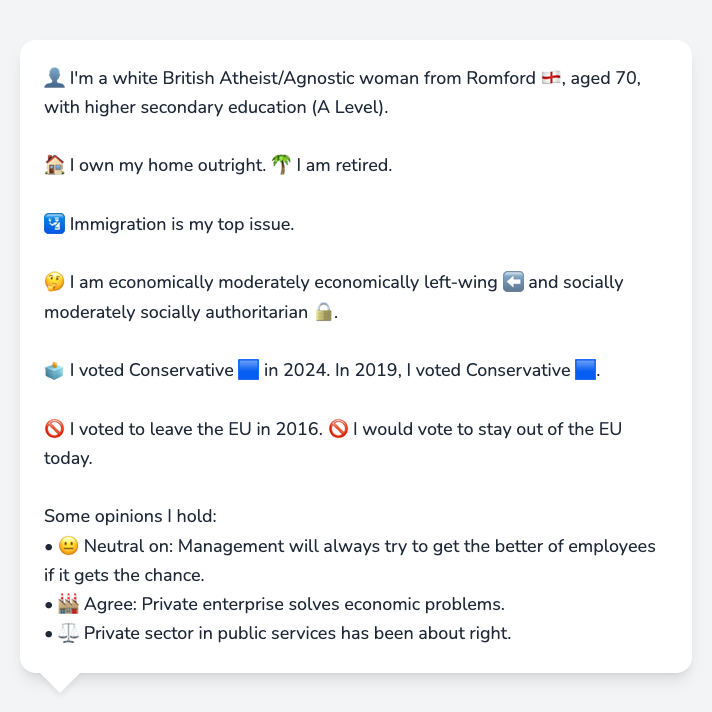 👤 I'm a white British Atheist/Agnostic woman from Romford 🏴󠁧󠁢󠁥󠁮󠁧󠁿, aged 70,
with higher secondary education (A Level).
🏠 I own my home outright. 🌴 I am retired.
🛂 Immigration is my top issue.
🤔 I am economically moderately economically left-wing ⬅️ and socially
moderately socially authoritarian 🔒.
🗳️ I voted Conservative 🟦 in 2024. In 2019, I voted Conservative 🟦.
🚫 I voted to leave the EU in 2016. 🚫 I would vote to stay out of the EU
today.
Some opinions I hold:
• 😐 Neutral on: Management will always try to get the better of employees
if it gets the chance.
• 🏭 Agree: Private enterprise solves economic problems.
• ⚖️ Private sector in public services has been about right.